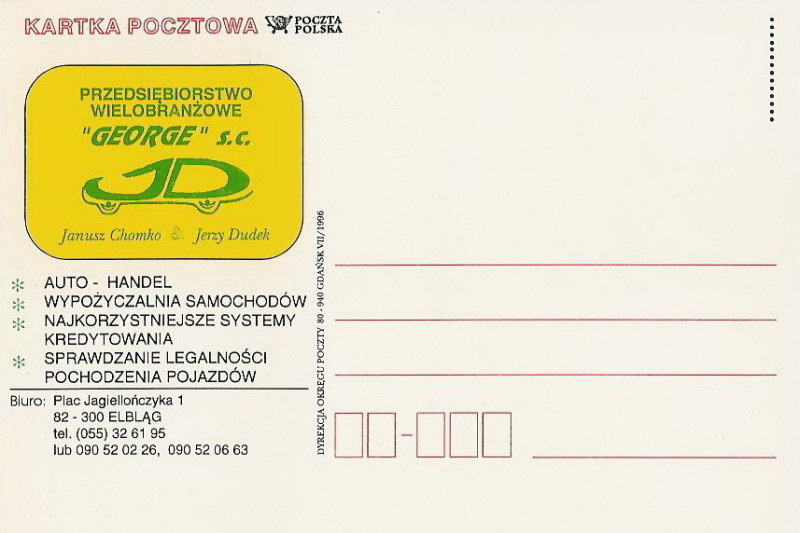 KARTKA POCZTOWA
POCZTA
POLSKA
PRZEDSIĘBIORSTWO
WIELOBRANŻOWE
"GEORGE" s.c.
JD
Janusz Chomko & Jerzy Dudek
* AUTO - HANDEL
* WYPOŻYCZALNIA SAMOCHODÓW
* NAJKORZYSTNIEJSZE SYSTEMY
KREDYTOWANIA
* SPRAWDZANIE LEGALNOŚCI
POCHODZENIA POJAZDÓW
Biuro: Plac Jagiellończyka 1
82 - 300 ELBLĄG
tel. (055) 32 61 95
lub 090 52 02 26, 090 52 06 63
DYREKCJA OKRĘGU POCZTY 80 - 940 GDAŃSK VII/1996